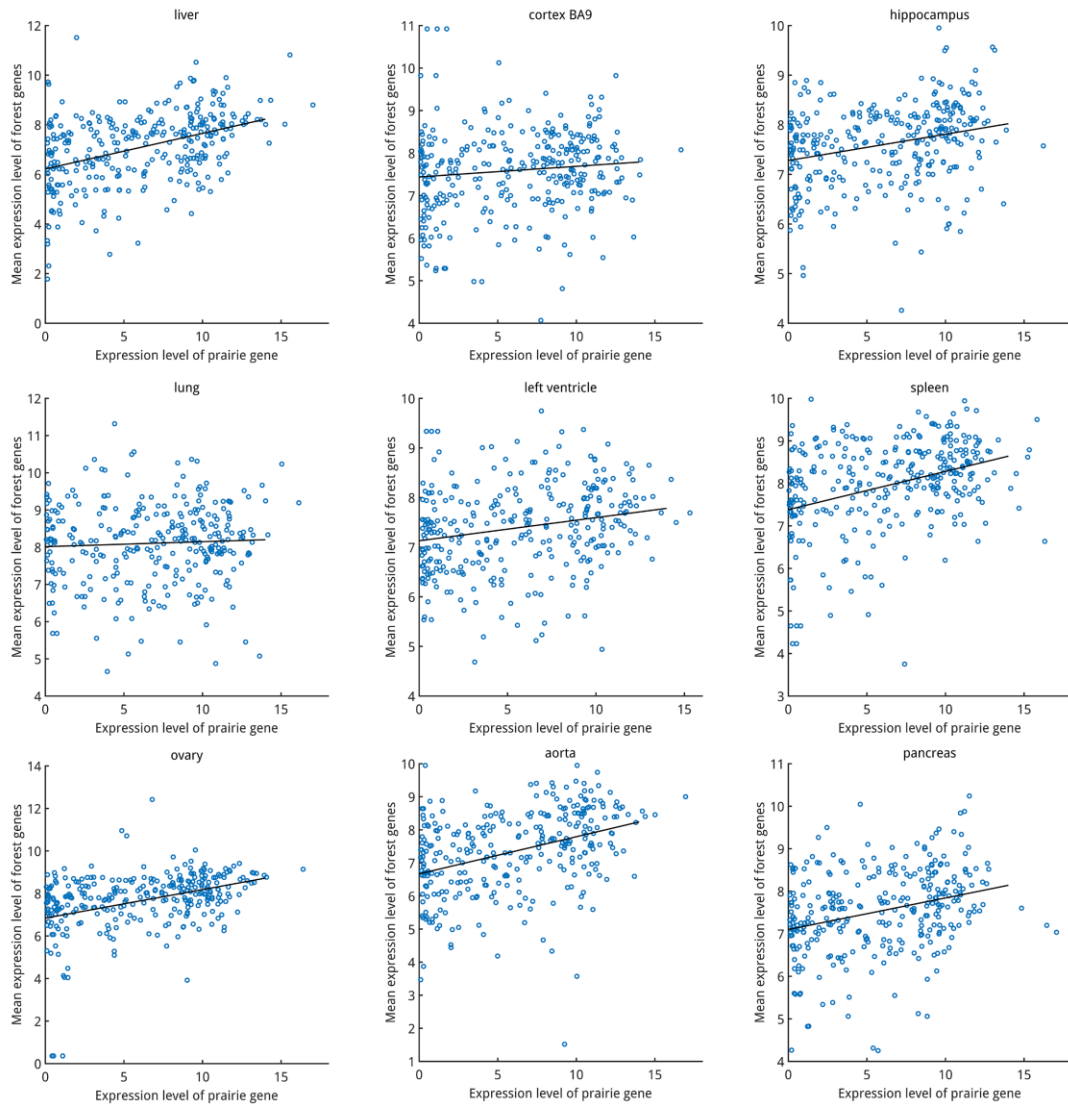 liver
12
10
8
6
4
2
0
Mean expression level of forest genes
0 5 10 15
Expression level of prairie gene
cortex BA9
11
10
9
8
7
6
5
4
Mean expression level of forest genes
0 5 10 15
Expression level of prairie gene
hippocampus
10
9
8
7
6
5
4
Mean expression level of forest genes
0 5 10 15
Expression level of prairie gene
lung
12
11
10
9
8
7
6
5
4
Mean expression level of forest genes
0 5 10 15
Expression level of prairie gene
left ventricle
10
9
8
7
6
5
4
Mean expression level of forest genes
0 5 10 15
Expression level of prairie gene
spleen
10
9
8
7
6
5
4
3
Mean expression level of forest genes
0 5 10 15
Expression level of prairie gene
ovary
14
12
10
8
6
4
2
0
Mean expression level of forest genes
0 5 10 15
Expression level of prairie gene
aorta
10
9
8
7
6
5
4
3
2
1
Mean expression level of forest genes
0 5 10 15
Expression level of prairie gene
pancreas
11
10
9
8
7
6
5
4
Mean expression level of forest genes
0 5 10 15
Expression level of prairie gene